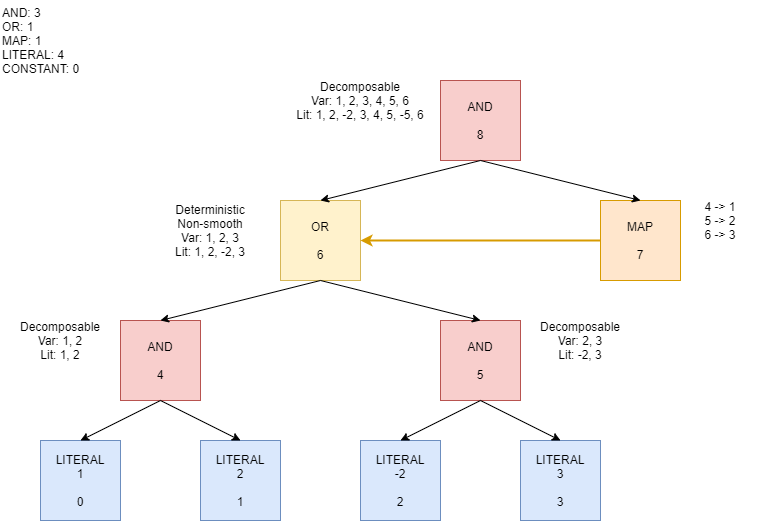 AND: 3
OR: 1
MAP: 1
LITERAL: 4
CONSTANT: 0
Decomposable
Var: 1, 2, 3, 4, 5, 6
Lit: 1, 2, -2, 3, 4, 5, -5, 6
AND
8
Deterministic
Non-smooth
Var: 1, 2, 3
Lit: 1, 2, -2, 3
OR
6
MAP
7
4 -> 1
5 -> 2
6 -> 3
Decomposable
Var: 1, 2
Lit: 1, 2
AND
4
AND
5
Decomposable
Var: 2, 3
Lit: -2, 3
LITERAL
1
0
LITERAL
2
1
LITERAL
-2
2
LITERAL
3
3